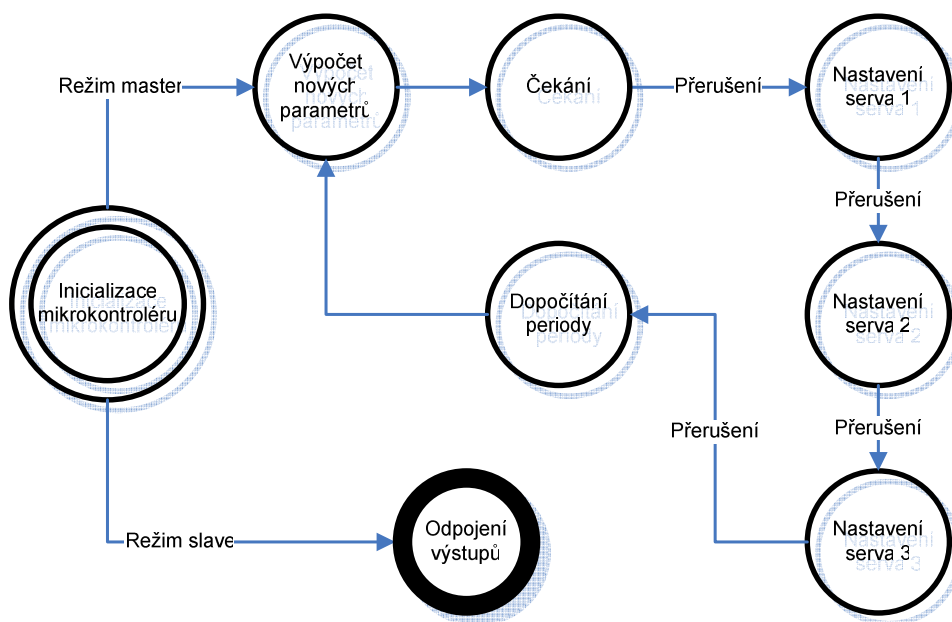 Režim master
Výpočet
nových
parametrů
Čekání
Přerušení
Nastavení
serva 1
Přerušení
Inicializace
mikrokontroléru
Dopočítání
periody
Nastavení
serva 2
Přerušení
Přerušení
Režim slave
Odpojení
výstupů
Nastavení
serva 3